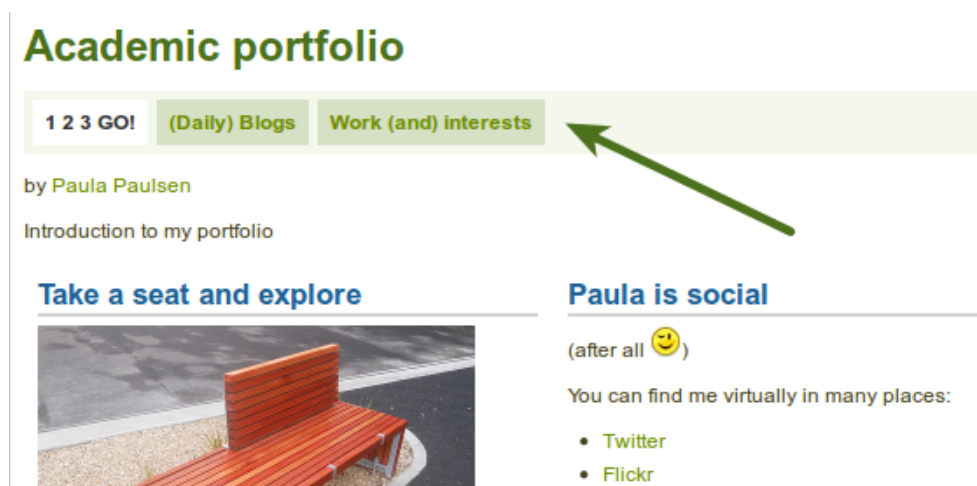 Academic portfolio
1 2 3 GO! (Daily) Blogs Work (and) interests
by Paula Paulsen
Introduction to my portfolio
Take a seat and explore
Paula is social
(after all )
You can find me virtually in many places:
• Twitter
• Flickr